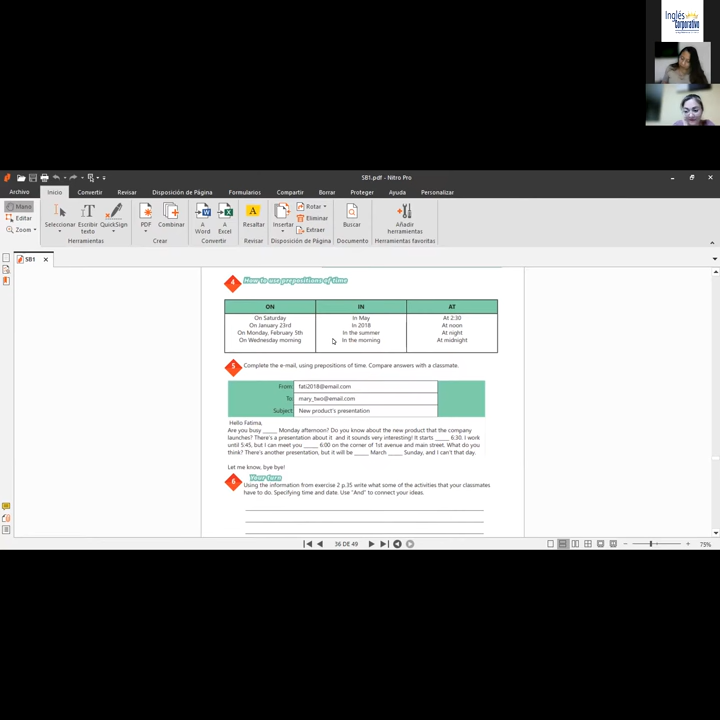 Inglés
Corporativo
SB1.pdf - Nitro Pro
Archivo
Inicio
Convertir
Revisar
Disposición de Página
Formularios
Compartir
Borrar
Proteger
Ayuda
Personalizar
Mano
Editar
Zoom
Seleccionar
Escribir texto
QuickSign
PDF
Combinar
A Word
A Excel
Resaltar
Insertar
Rotar
Eliminar
Extraer
Buscar
Añadir herramientas
Herramientas
Crear
Convertir
Revisar
Disposición de Página
Documento
Herramientas favoritas
SB1
4 How to use prepositions of time
ON IN AT
On Saturday In May At 2:30
On January 23rd In 2018 At noon
On Monday, February 5th In the summer At night
On Wednesday morning In the morning At midnight
5 Complete the e-mail, using prepositions of time. Compare answers with a classmate.
From: fati2018@email.com
To: mary_two@email.com
Subject: New product's presentation
Hello Fatima,
Are you busy _____ Monday afternoon? Do you know about the new product that the company
launches? There's a presentation about it and it sounds very interesting! It starts _____ 6:30. I work
until 5:45, but I can meet you _____ 6:00 on the corner of 1st avenue and main street. What do you
think? There's another presentation, but it will be _____ March _____ Sunday, and I can't that day.
Let me know, bye bye!
6 Your turn
Using the information from exercise 2 p.35 write what some of the activities that your classmates
have to do. Specifying time and date. Use "And" to connect your ideas.
36 DE 49
75%